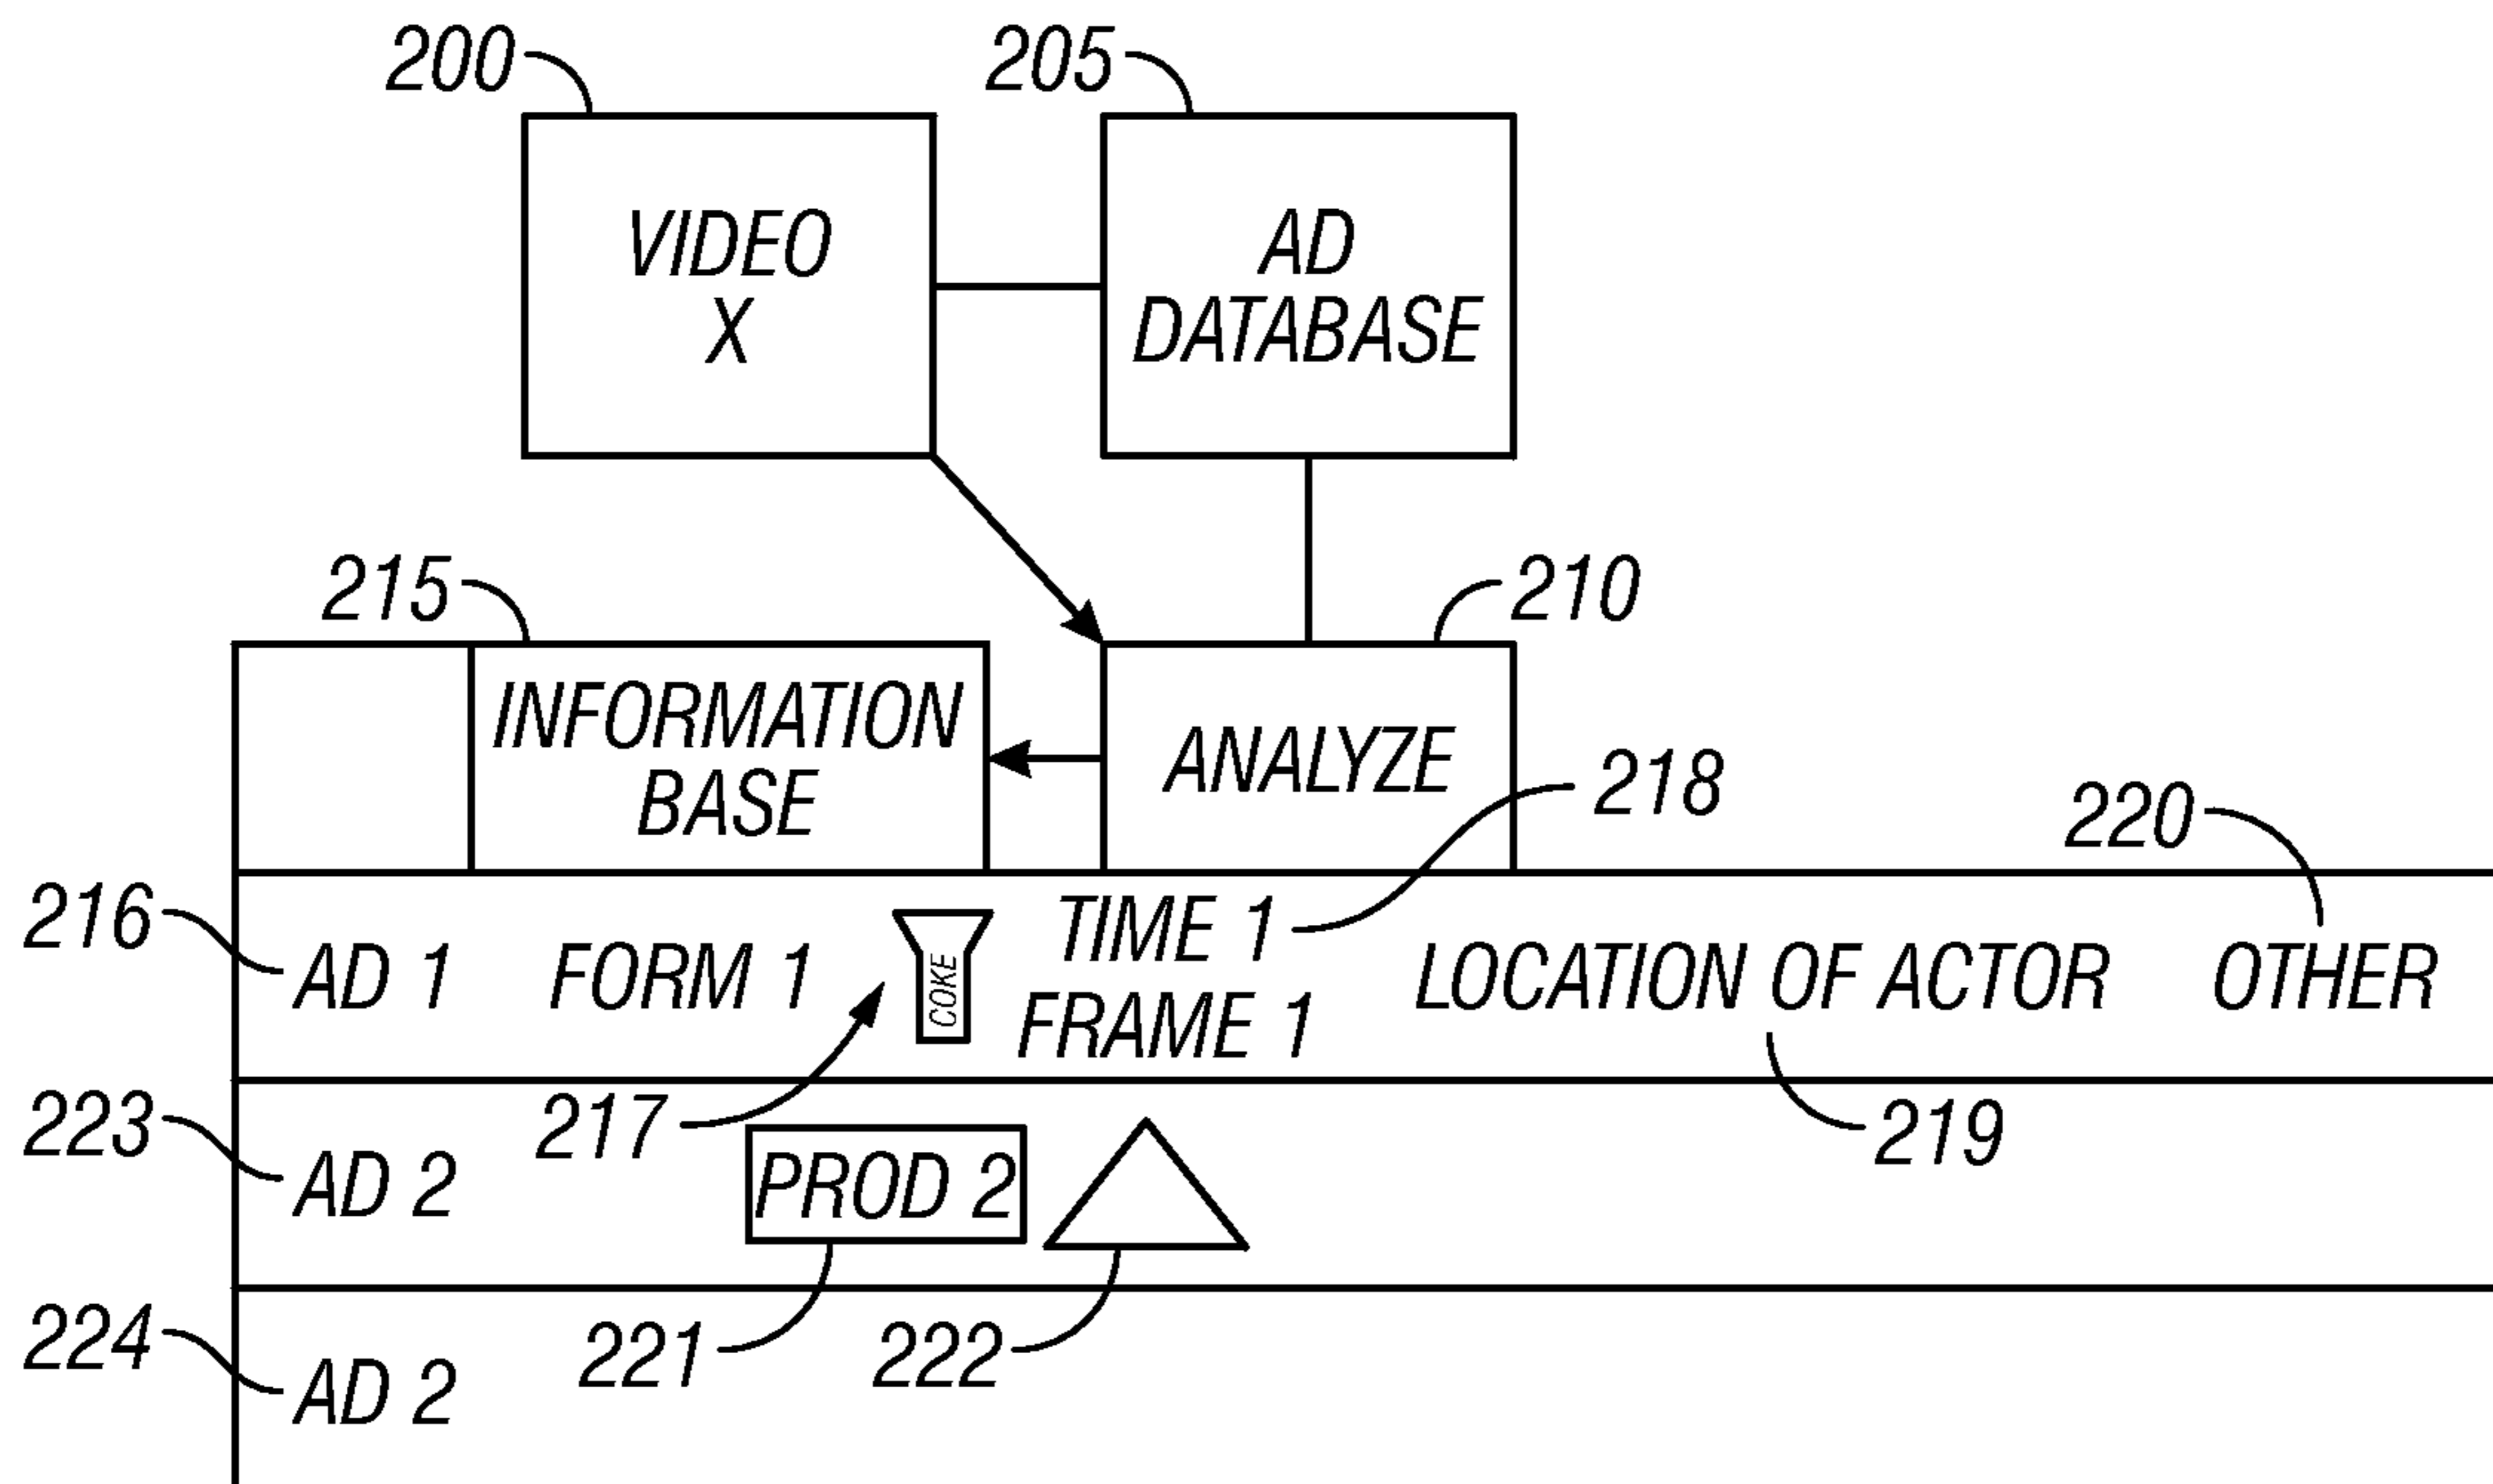 200
205
VIDEO
X
AD
DATABASE
215
210
INFORMATION
BASE
ANALYZE
218
220
216
AD 1
FORM 1
COKE
TIME 1
FRAME 1
LOCATION OF ACTOR
OTHER
223
217
219
AD 2
PROD 2
224
221
222
AD 2